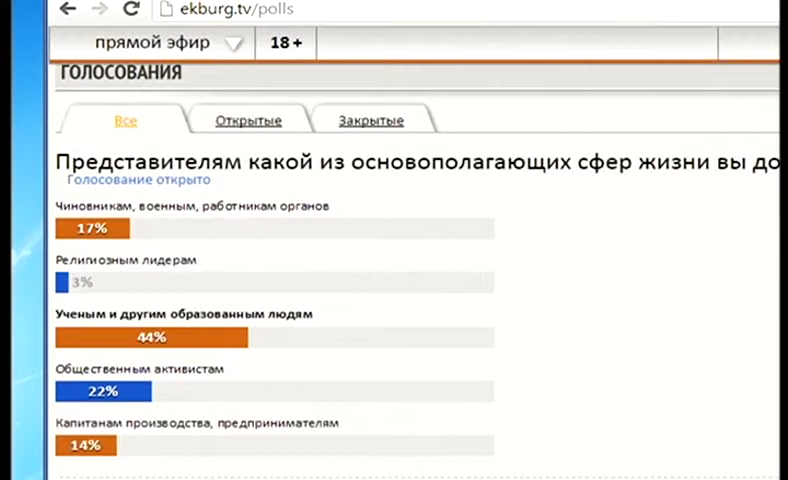 ekburg.tv/polls
прямой эфир 18+
ГОЛОСОВАНИЯ
Все Открытые Закрытые
Представителям какой из основополагающих сфер жизни вы до
Голосование открыто
Чиновникам, военным, работникам органов
17%
Религиозным лидерам
3%
Ученым и другим образованным людям
44%
Общественным активистам
22%
Капитанам производства, предпринимателям
14%